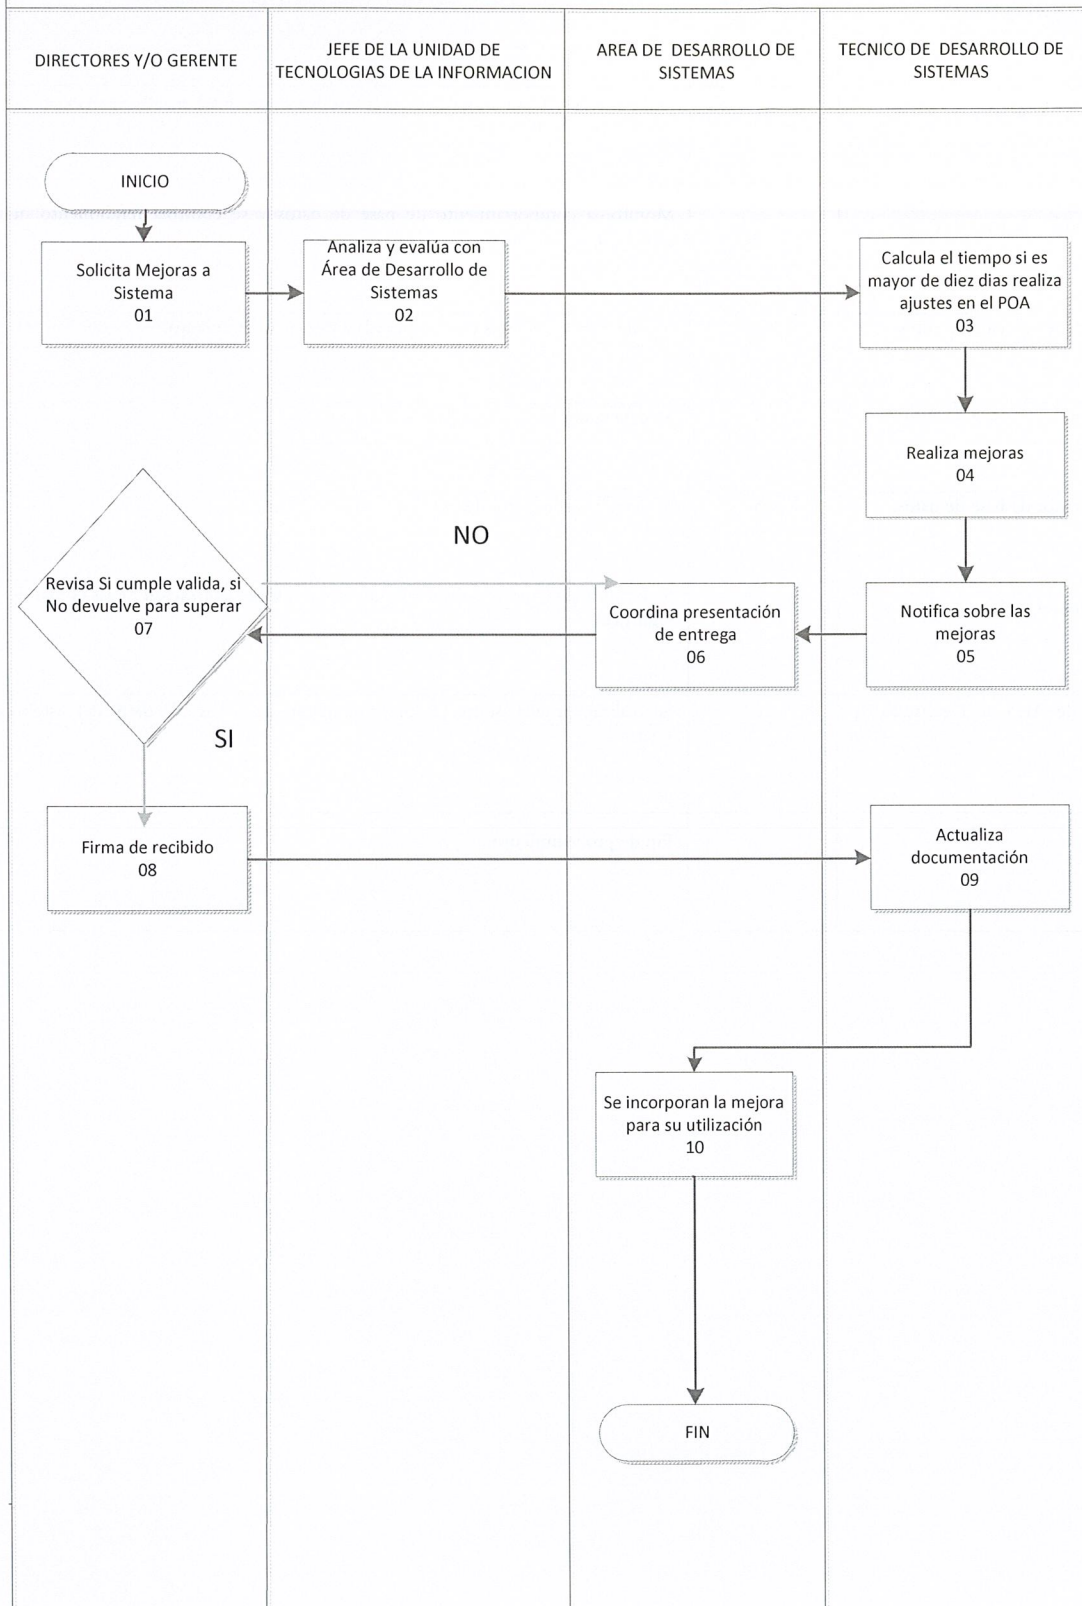 DIRECTORES Y/O GERENTE
JEFE DE LA UNIDAD DE
TECNOLOGIAS DE LA INFORMACION
AREA DE DESARROLLO DE
SISTEMAS
TECNICO DE DESARROLLO DE
SISTEMAS
INICIO
Solicita Mejoras a
Sistema
01
Analiza y evalúa con
Área de Desarrollo de
Sistemas
02
Calcula el tiempo si es
mayor de diez dias realiza
ajustes en el POA
03
Realiza mejoras
04
NO
Revisa Si cumple valida, si
No devuelve para superar
07
Coordina presentación
de entrega
06
Notifica sobre las
mejoras
05
SI
Firma de recibido
08
Actualiza
documentación
09
Se incorporan la mejora
para su utilización
10
FIN